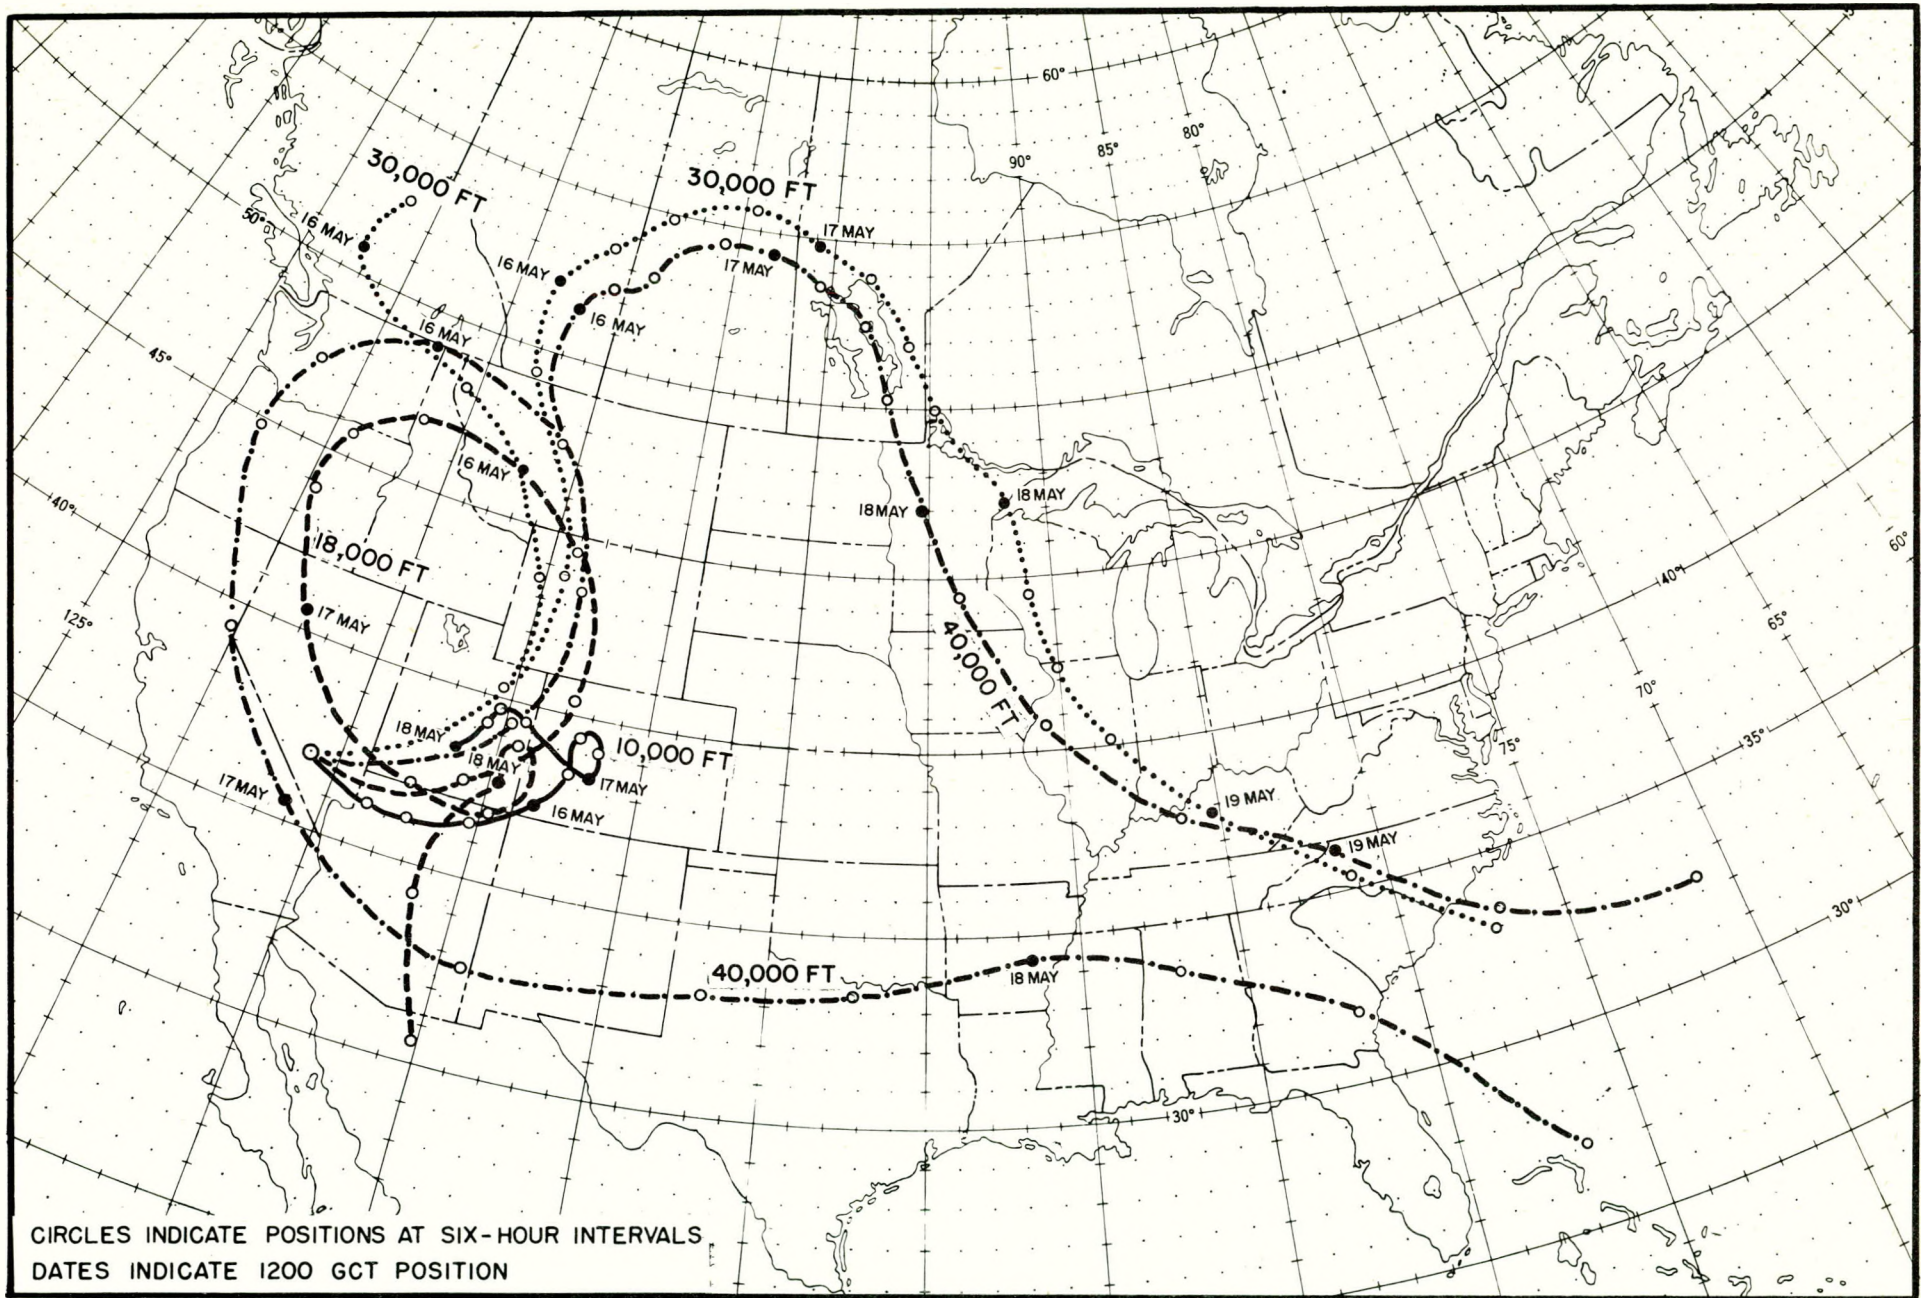 60°
80°
85°
90°
30,000 FT
30,000 FT
50°
16 MAY
17 MAY
16 MAY
17 MAY
16 MAY
16 MAY
45°
16 MAY
18 MAY
18 MAY
40°
60°
18,000 FT
40°
125°
17 MAY
65°
40,000 FT
70°
18 MAY
10,000 FT
75°
35°
18 MAY
17 MAY
17 MAY
16 MAY
19 MAY
19 MAY
30°
40,000 FT
18 MAY
30°
CIRCLES INDICATE POSITIONS AT SIX-HOUR INTERVALS
DATES INDICATE 1200 GCT POSITION